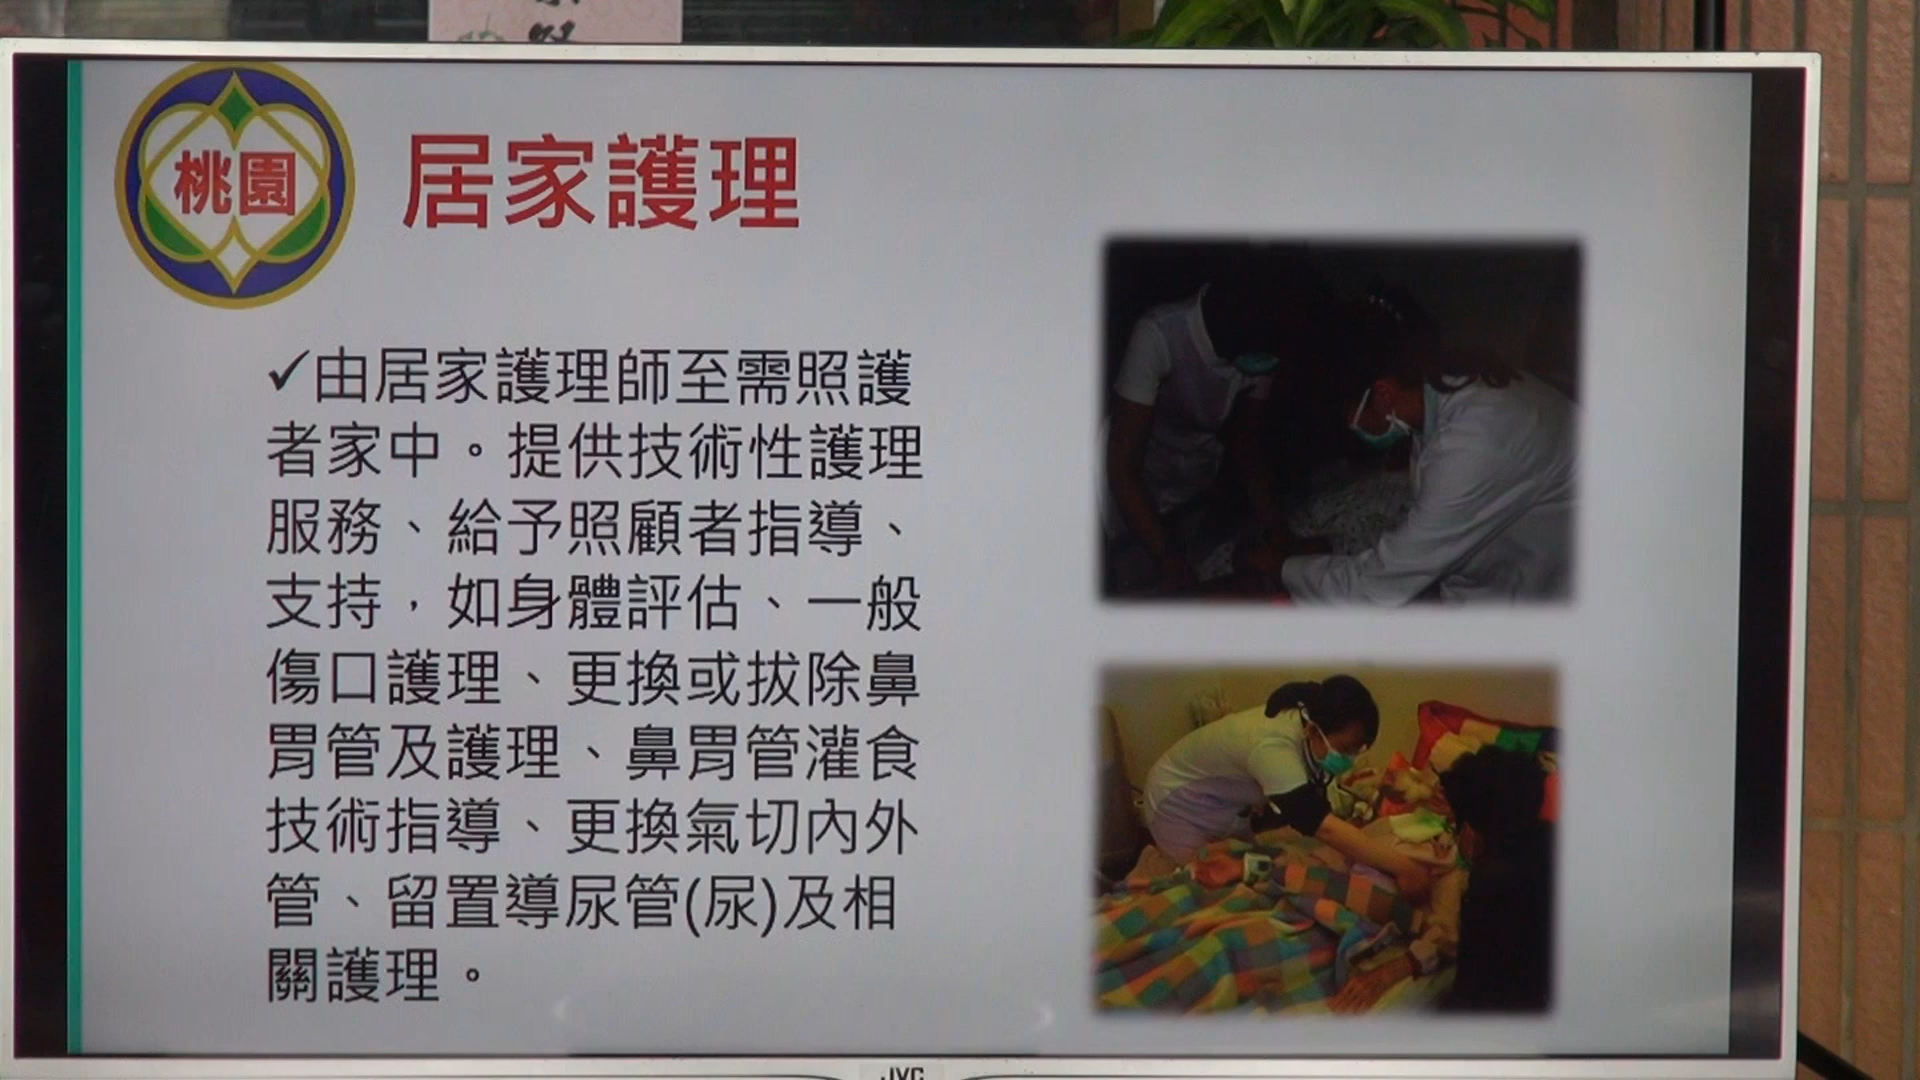 桃園
居家護理
✓由居家護理師至需照護
者家中。提供技術性護理
服務、給予照顧者指導、
支持，如身體評估、一般
傷口護理、更換或拔除鼻
胃管及護理、鼻胃管灌食
技術指導、更換氣切內外
管、留置導尿管(尿)及相
關護理。
JVC